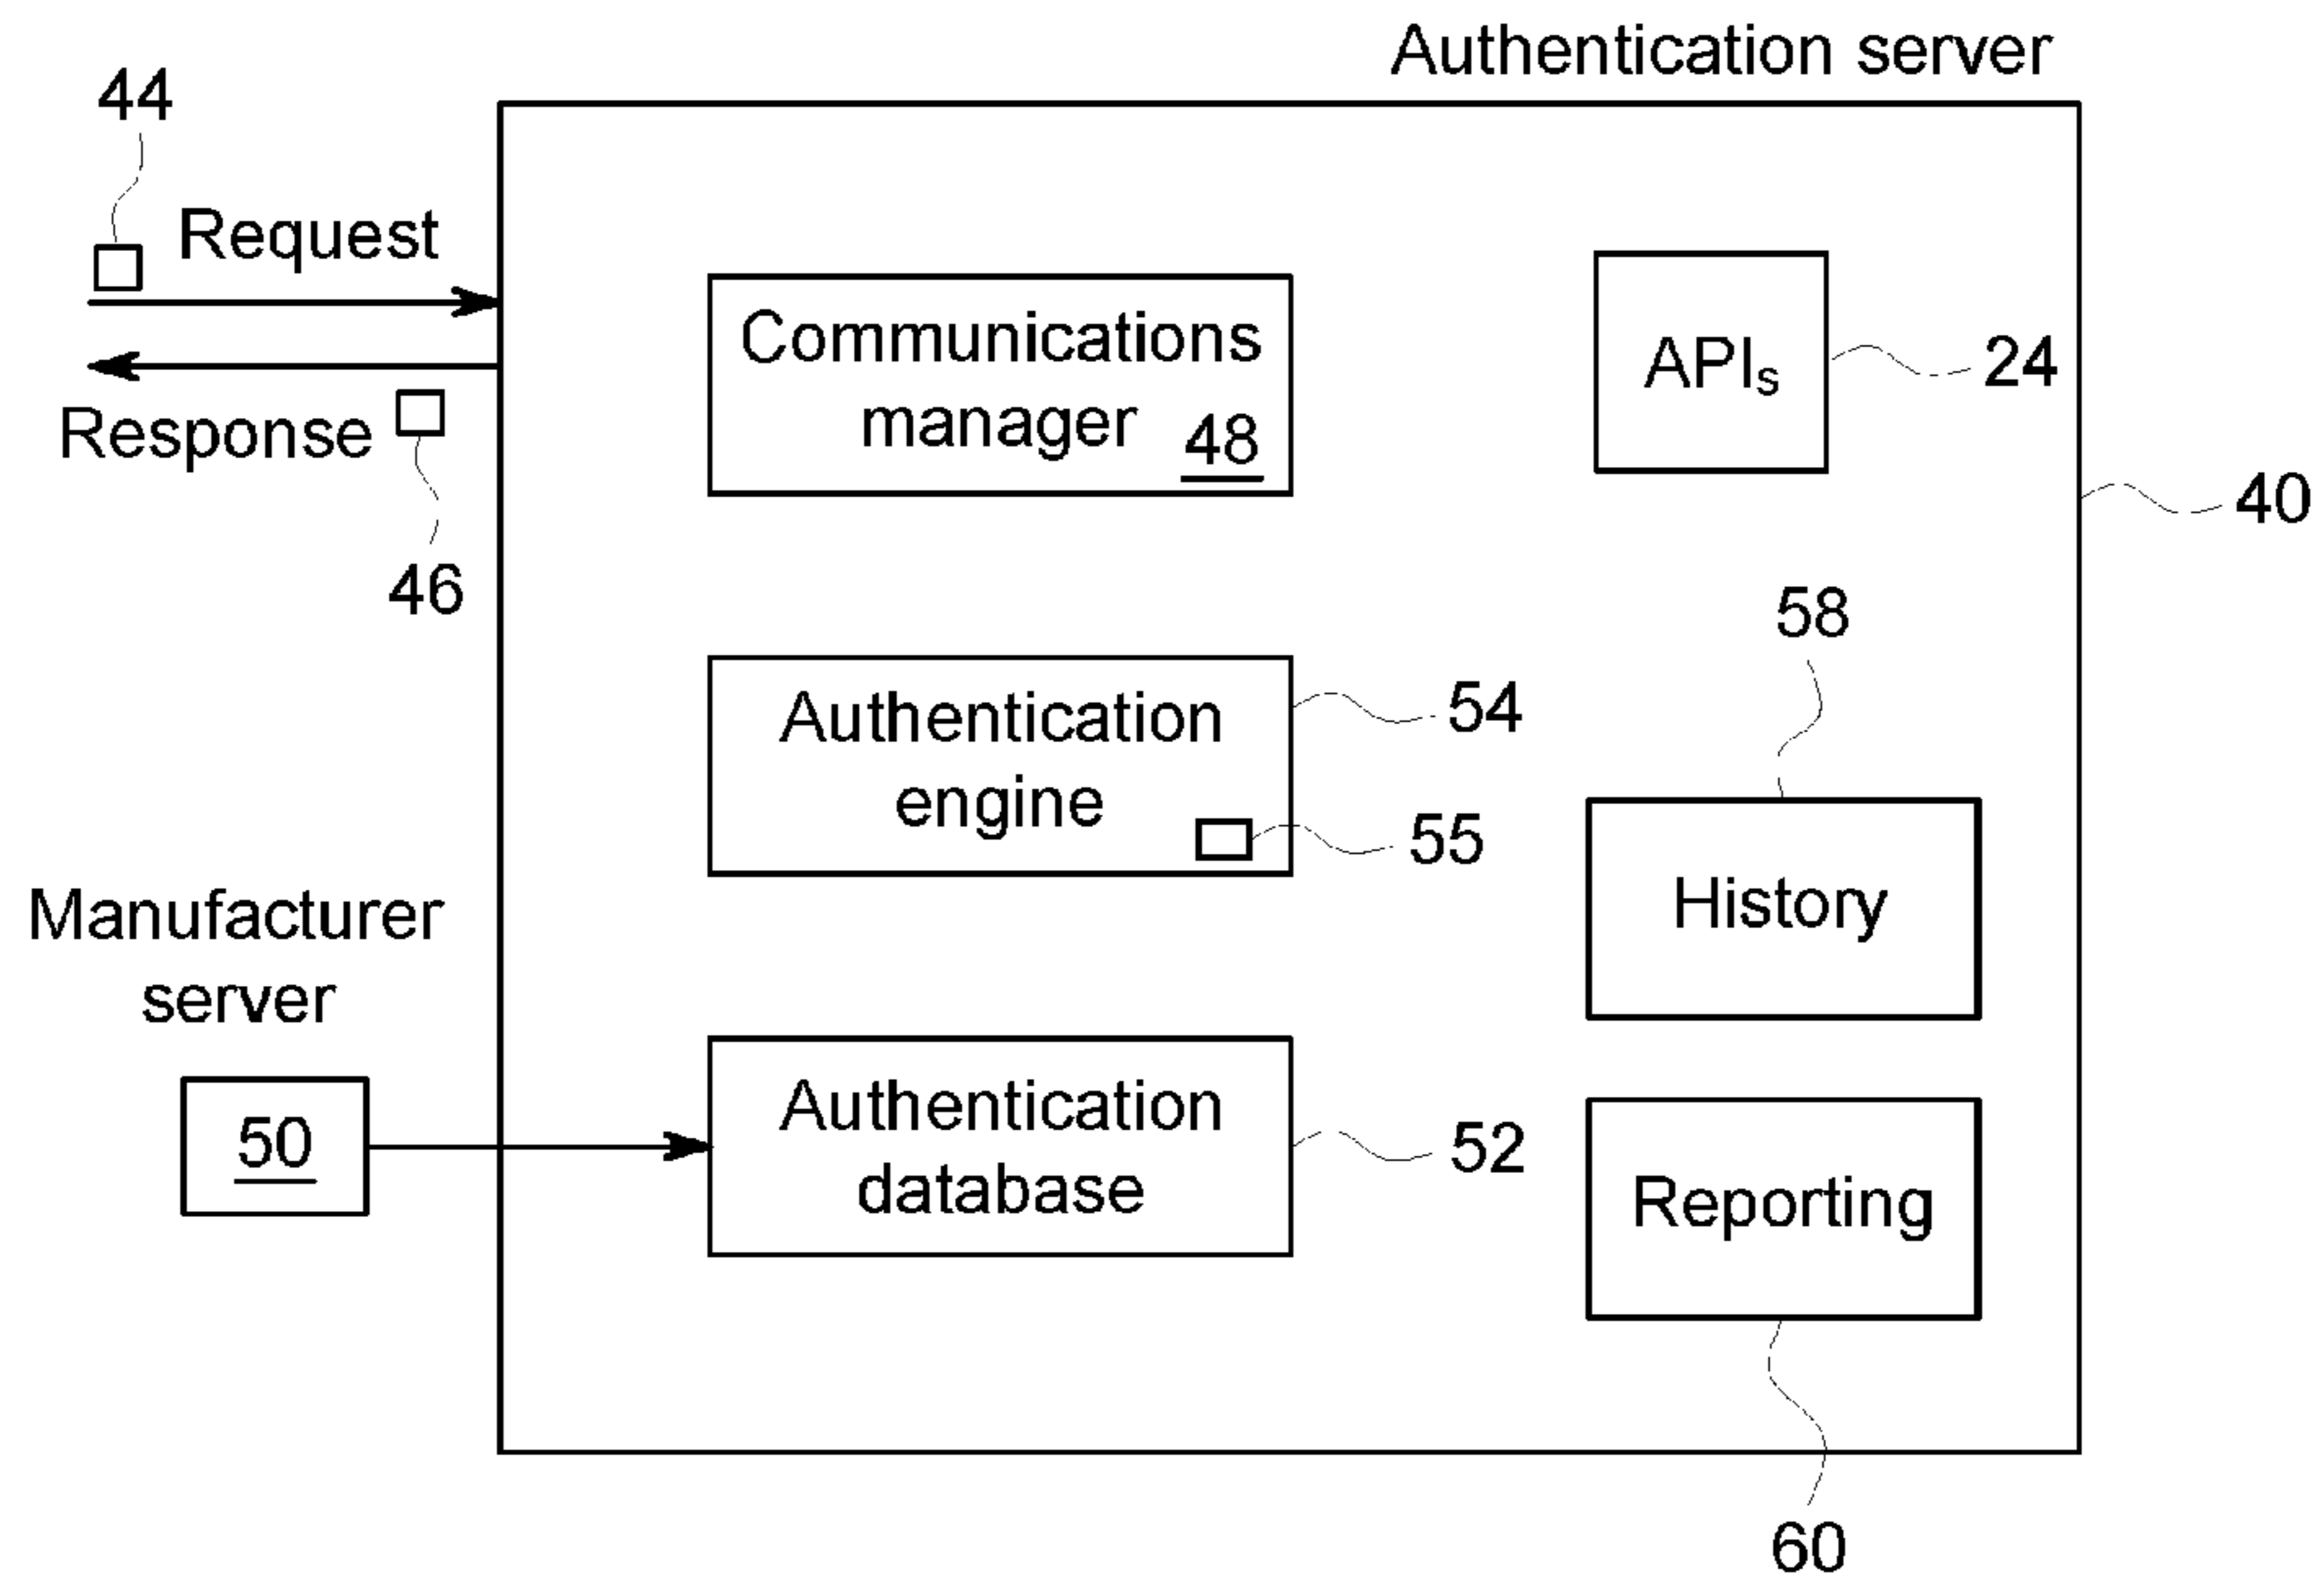 Authentication server
44
Request
Response
46
Communications
manager
48
APIs
24
40
58
Authentication
engine
54
55
History
Manufacturer
server
50
Authentication
database
52
Reporting
60